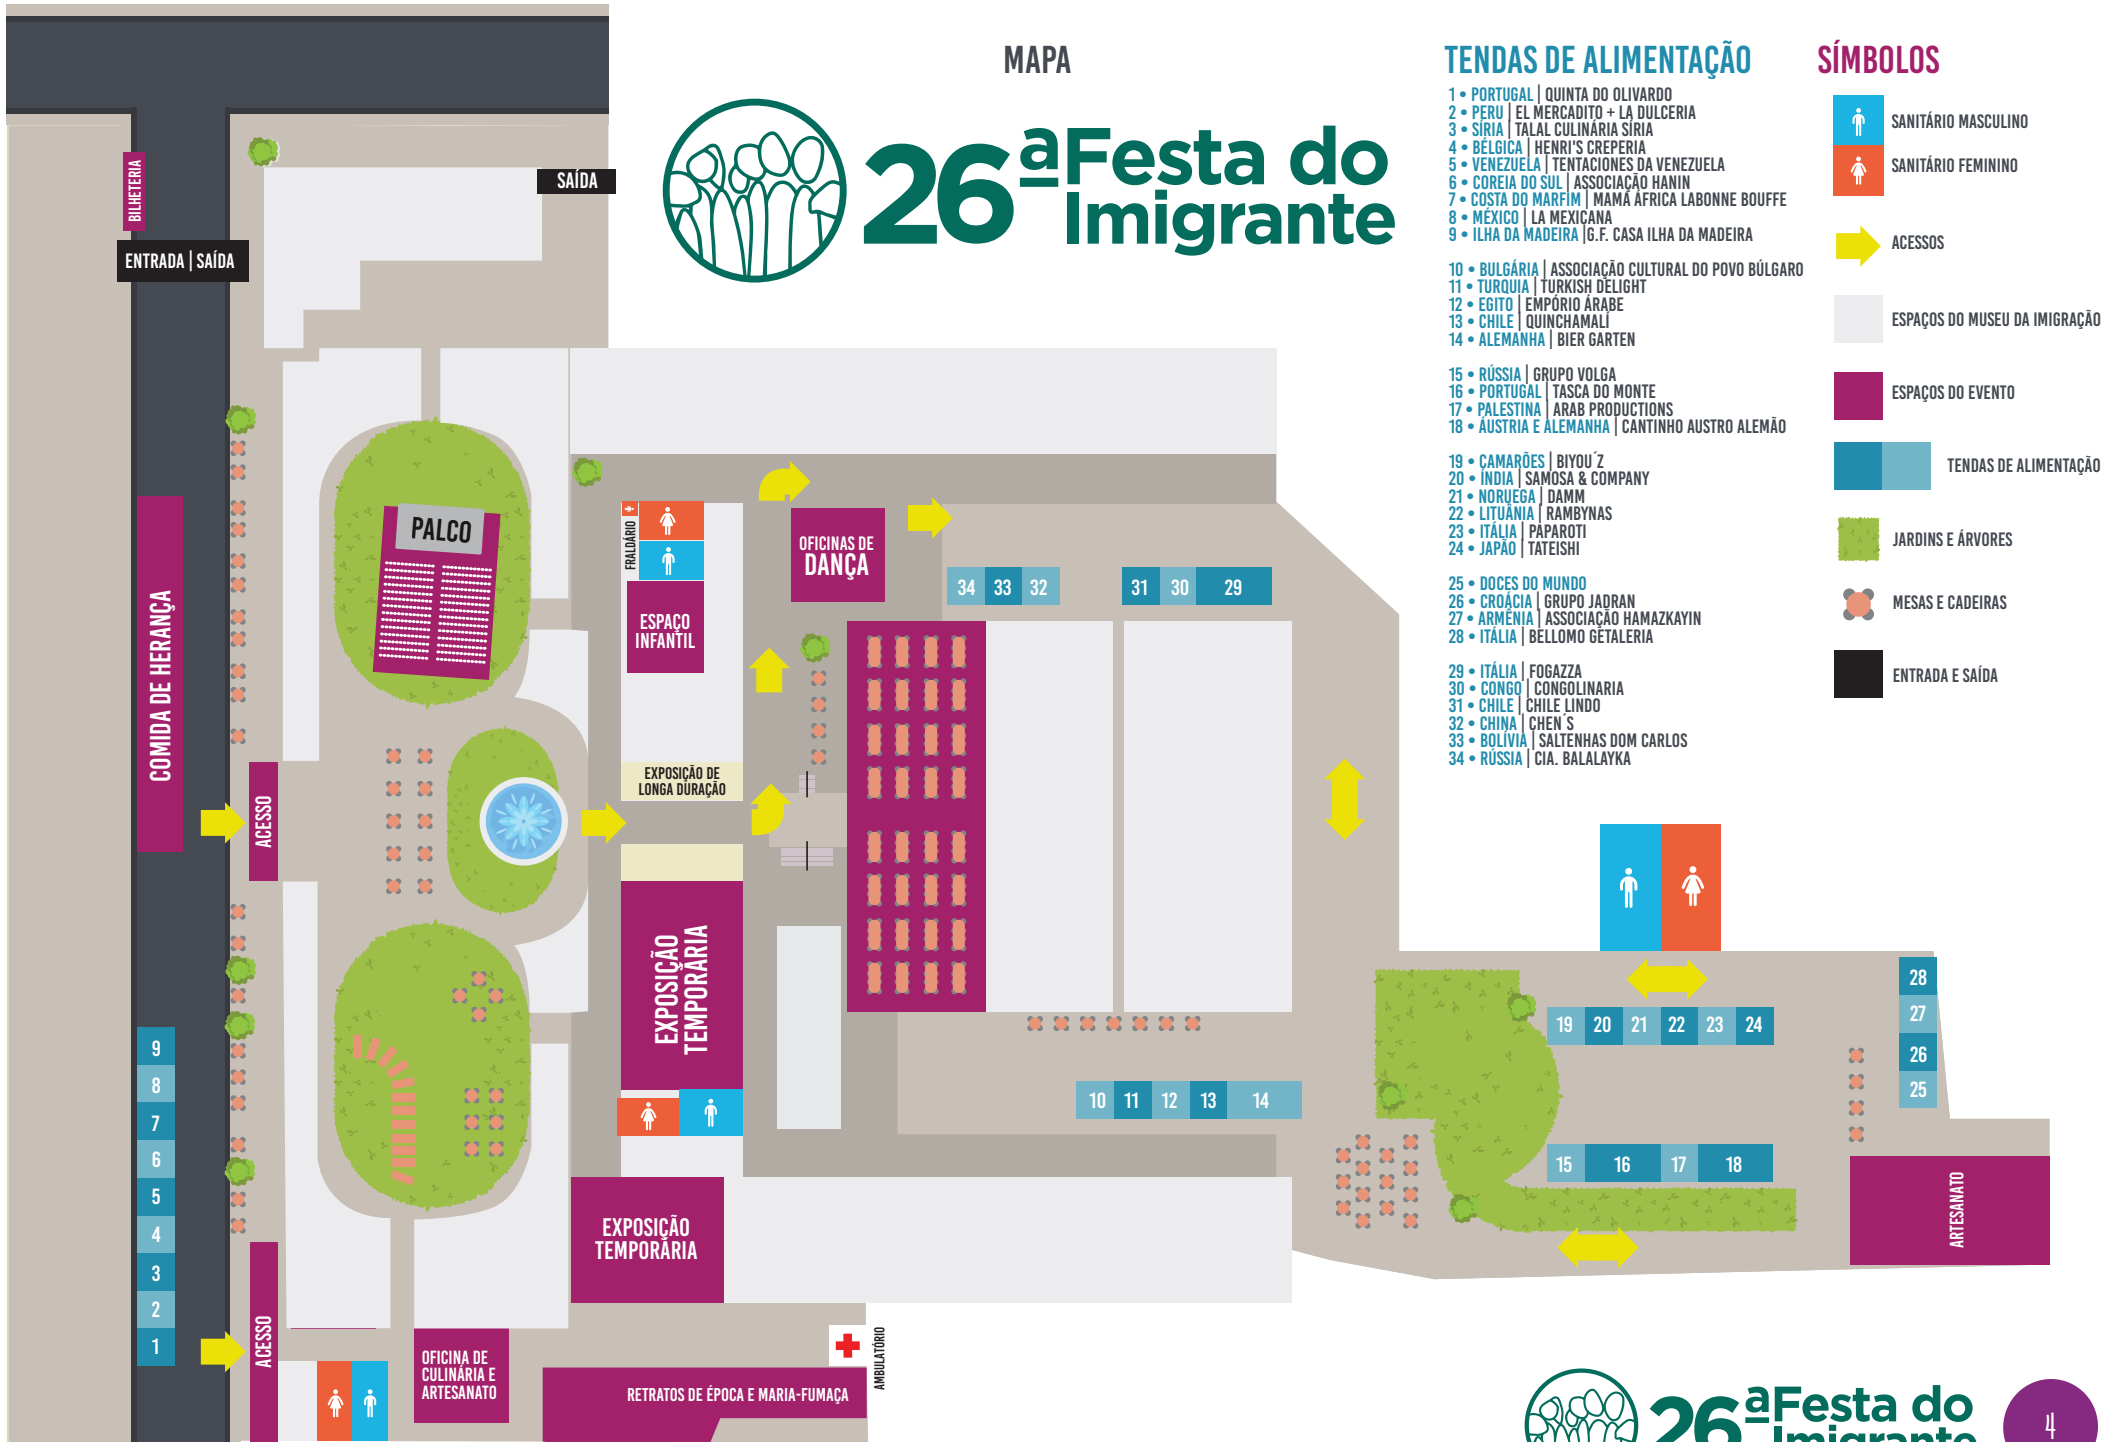 MAPA
26ª Festa do
Imigrante
TENDAS DE ALIMENTAÇÃO
1 • PORTUGAL | QUINTA DO OLIVARDO
2 • PERU | EL MERCADITO + LA DULCERIA
3 • SÍRIA | TALAL CULINÁRIA SÍRIA
4 • BÉLGICA | HENRI'S CREPERIA
5 • VENEZUELA | TENTACIONES DA VENEZUELA
6 • COREIA DO SUL | ASSOCIAÇÃO HANIN
7 • COSTA DO MARFIM | MAMÁ ÁFRICA LABONNE BOUFFE
8 • MÉXICO | LA MEXICANA
9 • ILHA DA MADEIRA |G.F. CASA ILHA DA MADEIRA
10 • BULGÁRIA | ASSOCIAÇÃO CULTURAL DO POVO BÚLGARO
11 • TURQUIA | TURKISH DELIGHT
12 • EGITO | EMPÓRIO ÁRABE
13 • CHILE | QUINCHAMALÍ
14 • ALEMANHA | BIER GARTEN
15 • RÚSSIA | GRUPO VOLGA
16 • PORTUGAL | TASCA DO MONTE
17 • PALESTINA | ARAB PRODUCTIONS
18 • ÁUSTRIA E ALEMANHA | CANTINHO AUSTRO ALEMÃO
19 • CAMARÕES | BIYOU´Z
20 • ÍNDIA | SAMOSA & COMPANY
21 • NORUEGA | DAMM
22 • LITUÂNIA | RAMBYNAS
23 • ITÁLIA | PAPAROTI
24 • JAPÃO | TATEISHI
25 • DOCES DO MUNDO
26 • CROÁCIA | GRUPO JADRAN
27 • ARMÊNIA | ASSOCIAÇÃO HAMAZKAYIN
28 • ITÁLIA | BELLOMO GETALERIA
29 • ITÁLIA | FOGAZZA
30 • CONGO | CONGOLINARIA
31 • CHILE | CHILE LINDO
32 • CHINA | CHEN´S
33 • BOLÍVIA | SALTENHAS DOM CARLOS
34 • RÚSSIA | CIA. BALALAYKA
SÍMBOLOS
SANITÁRIO MASCULINO
SANITÁRIO FEMININO
ACESSOS
ESPAÇOS DO MUSEU DA IMIGRAÇÃO
ESPAÇOS DO EVENTO
TENDAS DE ALIMENTAÇÃO
JARDINS E ÁRVORES
MESAS E CADEIRAS
ENTRADA E SAÍDA
BILHETERIA
SAÍDA
ENTRADA | SAÍDA
COMIDA DE HERANÇA
PALCO
FRALDÁRIO
ESPAÇO
INFANTIL
OFICINAS DE
DANÇA
34 33 32
31 30 29
EXPOSIÇÃO DE
LONGA DURAÇÃO
ACESSO
EXPOSIÇÃO
TEMPORÁRIA
28
27
26
25
19 20 21 22 23 24
10 11 12 13 14
15 16 17 18
ARTESANATO
9
8
7
6
5
4
3
2
1
EXPOSIÇÃO
TEMPORÁRIA
ACESSO
OFICINA DE
CULINÁRIA E
ARTESANATO
RETRATOS DE ÉPOCA E MARIA-FUMAÇA
AMBULATÓRIO
26ª Festa do
Imigrante
4